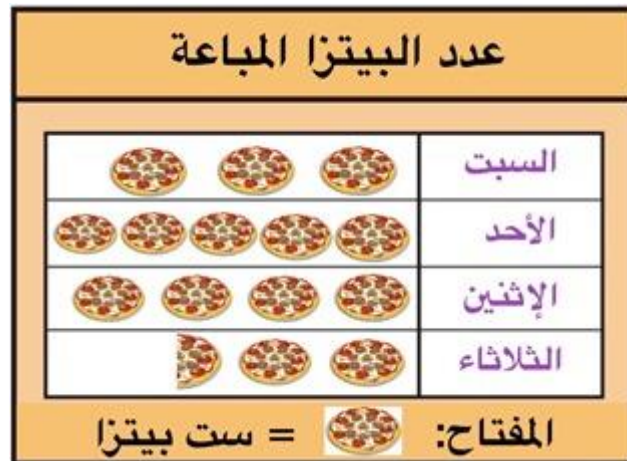 عدد البيتزا المباعة
السبت
الأحد
الإثنين
الثلاثاء
المفتاح: = ست بيتزا